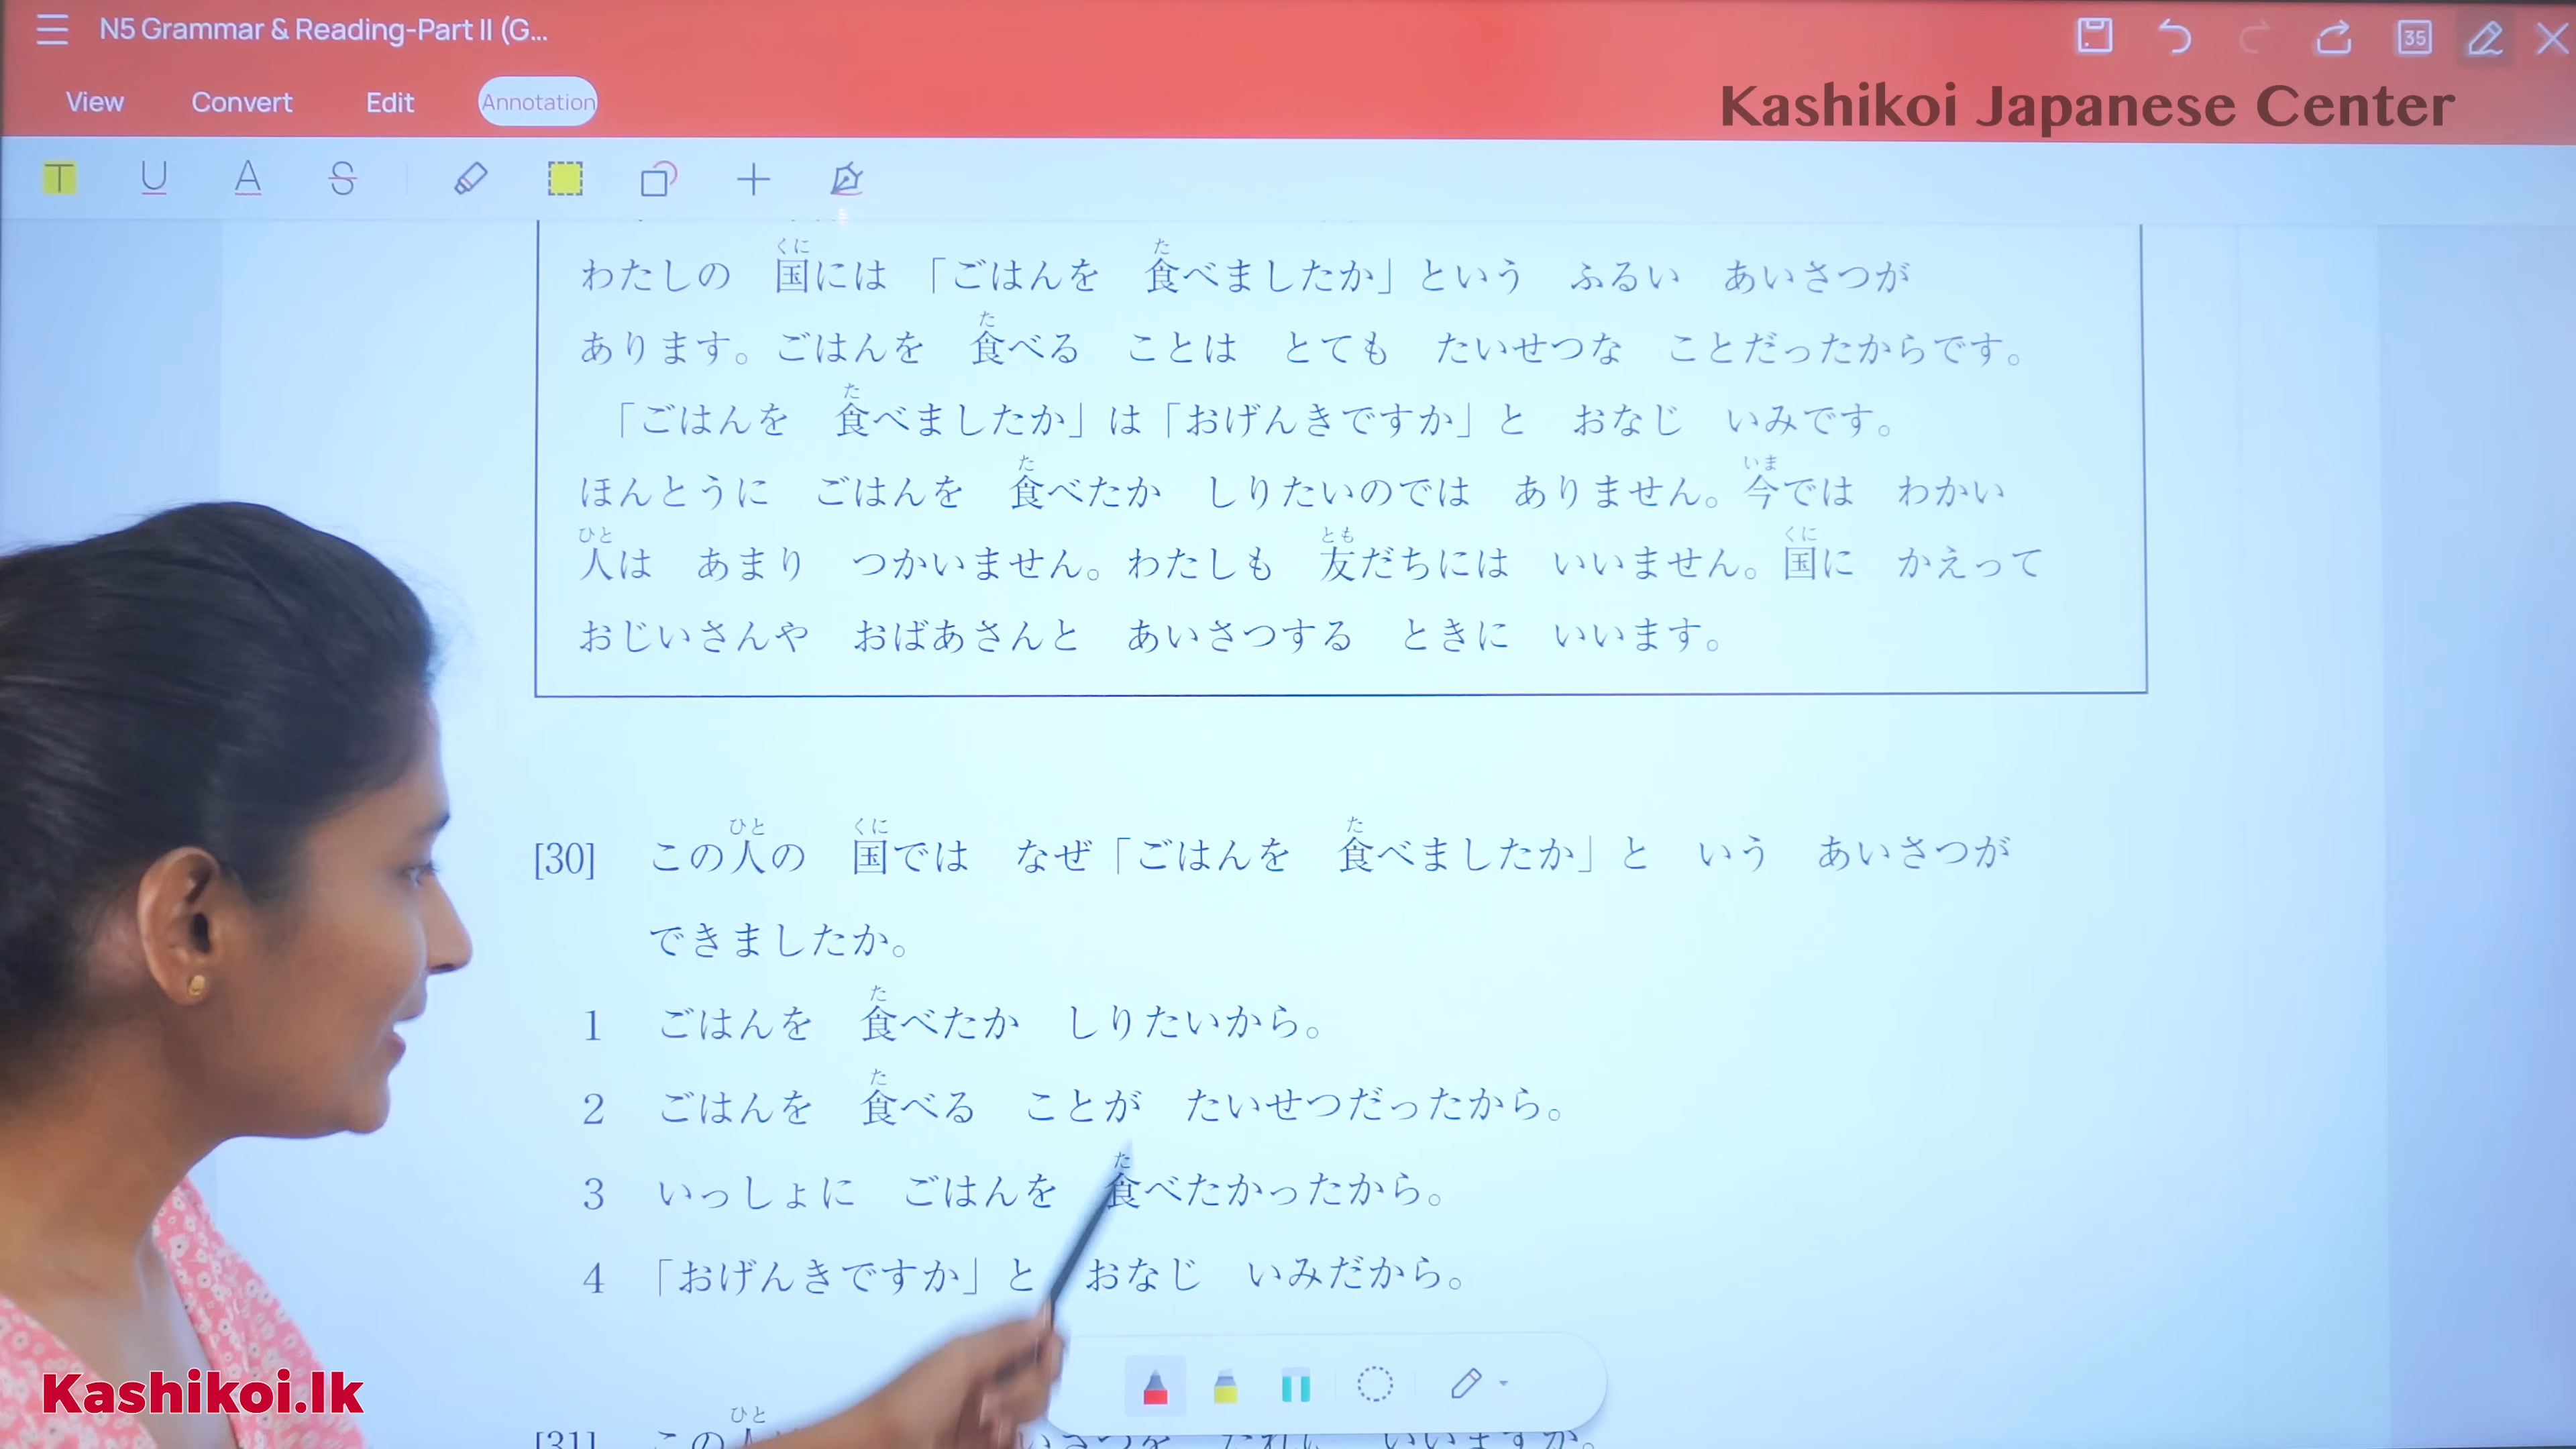 N5 Grammar & Reading-Part II (G...
View Convert Edit Annotation
35
Kashikoi Japanese Center
T U A S
くに た
わたしの 国には 「ごはんを 食べましたか」という ふるい あいさつが
た
あります。ごはんを 食べる ことは とても たいせつな ことだったからです。
た
「ごはんを 食べましたか」は「おげんきですか」と おなじ いみです。
た いま
ほんとうに ごはんを 食べたか しりたいのでは ありません。今では わかい
ひと とも くに
人は あまり つかいません。わたしも 友だちには いいません。国に かえって
おじいさんや おばあさんと あいさつする ときに いいます。
ひと くに た
[30] この人の 国では なぜ「ごはんを 食べましたか」と いう あいさつが
できましたか。
た
1 ごはんを 食べたか しりたいから。
た
2 ごはんを 食べる ことが たいせつだったから。
た
3 いっしょに ごはんを 食べたかったから。
4 「おげんきですか」と おなじ いみだから。
Kashikoi.lk
ひと
[31] この人